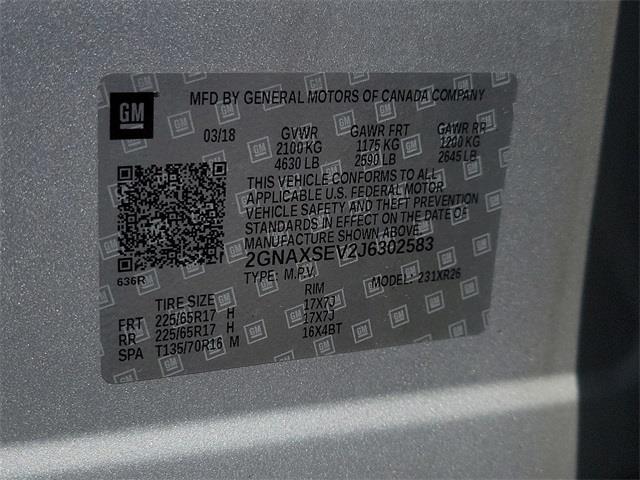 GM
MFD BY GENERAL MOTORS OF CANADA COMPANY
03/18 GVWR GAWR FRT GAWR RR
2100 KG 1175 KG 1200 KG
4630 LB 2590 LB 2645 LB
THIS VEHICLE CONFORMS TO ALL
APPLICABLE U.S. FEDERAL MOTOR
VEHICLE SAFETY AND THEFT PREVENTION
STANDARDS IN EFFECT ON THE DATE OF
MANUFACTURE SHOWN ABOVE.
2GNAXSEV2J6302583
TYPE: M.P.V. MODEL: 231XR26
636R
TIRE SIZE RIM
FRT 225/65R17 H 17X7J
RR 225/65R17 H 17X7J
SPA T135/70R16 M 16X4BT